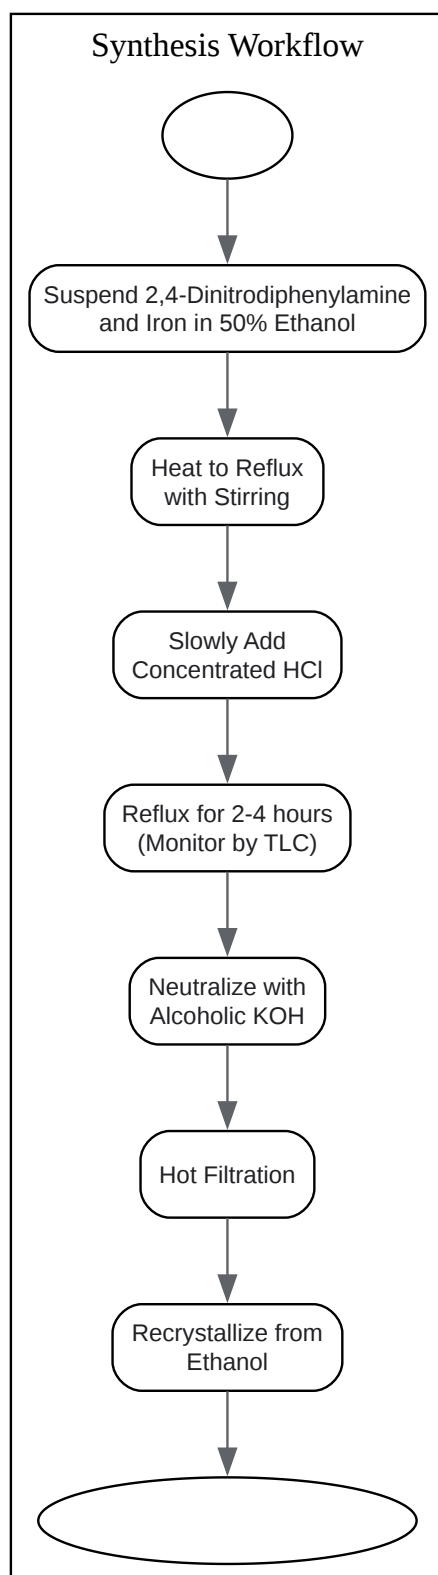 Synthesis Workflow
Suspend 2,4-Dinitrodiphenylamine
and Iron in 50% Ethanol
Heat to Reflux
with Stirring
Slowly Add
Concentrated HCl
Reflux for 2-4 hours
(Monitor by TLC)
Neutralize with
Alcoholic KOH
Hot Filtration
Recrystallize from
Ethanol